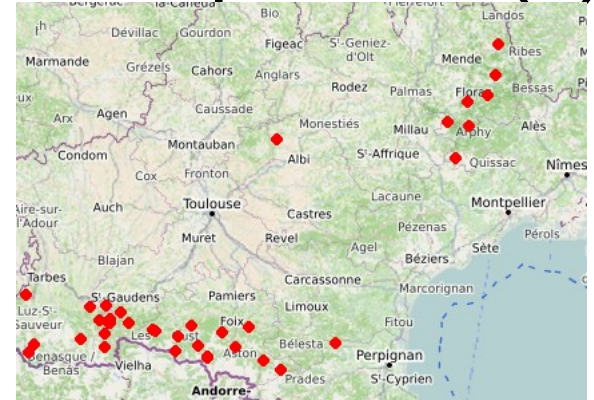 Bergerac
la-Canéda
Bio
Pierrefort
Landos
Dévillac
Gourdon
Figeac
St-Geniez-
d'Olt
Mende
Ribes
Marmande
Grézels
Cahors
Anglars
Rodez
Palmas
Florac
Bessas
Arx
Agen
Caussade
Monestiés
Millau
Arphy
Alès
Montauban
Albi
St-Affrique
Quissac
Condom
Nîmes
Cox
Fronton
Lacaune
Montpellier
Aire-sur-
l'Adour
Auch
Toulouse
Castres
Pézenas
Pérols
Muret
Revel
Agel
Sète
Béziers
Blajan
Tarbes
Carcassonne
Marcorignan
St-Gaudens
Pamiers
Limoux
Luz-St-
Sauveur
Foix
Fitou
Les
ust
Bélesta
Aston
Perpignan
Benasque /
Benás
Vielha
Prades
St-Cyprien
Andorre-